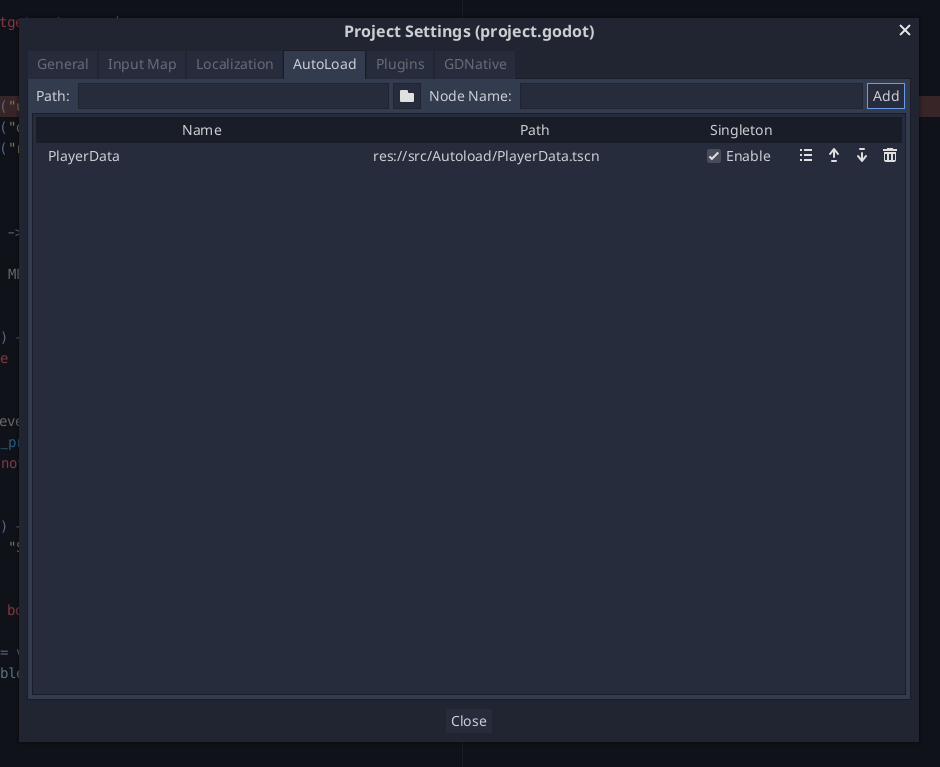 Project Settings (project.godot)
General Input Map Localization AutoLoad Plugins GDNative
Path: Node Name: Add
Name Path Singleton
PlayerData res://src/Autoload/PlayerData.tscn Enable
Close